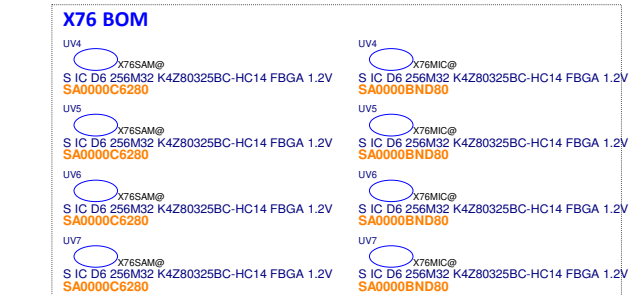 X76 BOM
UV4
X76SAM@
S IC D6 256M32 K4Z80325BC-HC14 FBGA 1.2V
SA0000C6280
UV4
X76MIC@
S IC D6 256M32 K4Z80325BC-HC14 FBGA 1.2V
SA0000BND80
UV5
X76SAM@
S IC D6 256M32 K4Z80325BC-HC14 FBGA 1.2V
SA0000C6280
UV5
X76MIC@
S IC D6 256M32 K4Z80325BC-HC14 FBGA 1.2V
SA0000BND80
UV6
X76SAM@
S IC D6 256M32 K4Z80325BC-HC14 FBGA 1.2V
SA0000C6280
UV6
X76MIC@
S IC D6 256M32 K4Z80325BC-HC14 FBGA 1.2V
SA0000BND80
UV7
X76SAM@
S IC D6 256M32 K4Z80325BC-HC14 FBGA 1.2V
SA0000C6280
UV7
X76MIC@
S IC D6 256M32 K4Z80325BC-HC14 FBGA 1.2V
SA0000BND80